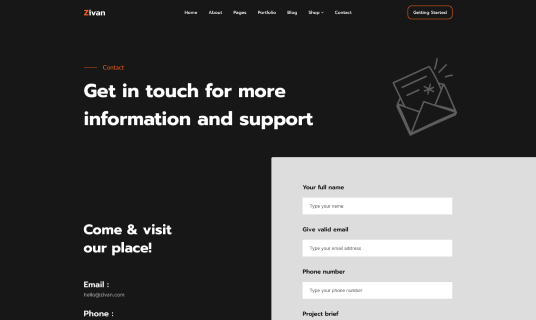 Zivan
Home About Pages Portfolio Blog Shop Contact
Getting Started
Contact
Get in touch for more
information and support
Come & visit
our place!
Email :
hello@zivan.com
Phone :
Your full name
Type your name
Give valid email
Type your email address
Phone number
Type your phone number
Project brief